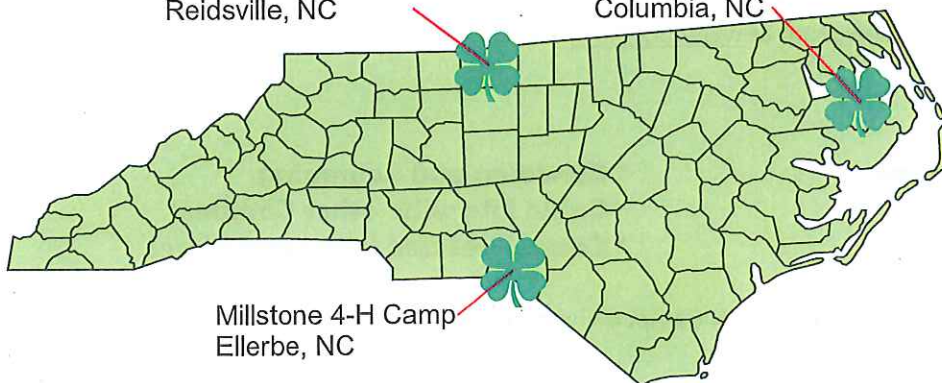 Reidsville, NC
Columbia, NC
Millstone 4-H Camp
Ellerbe, NC